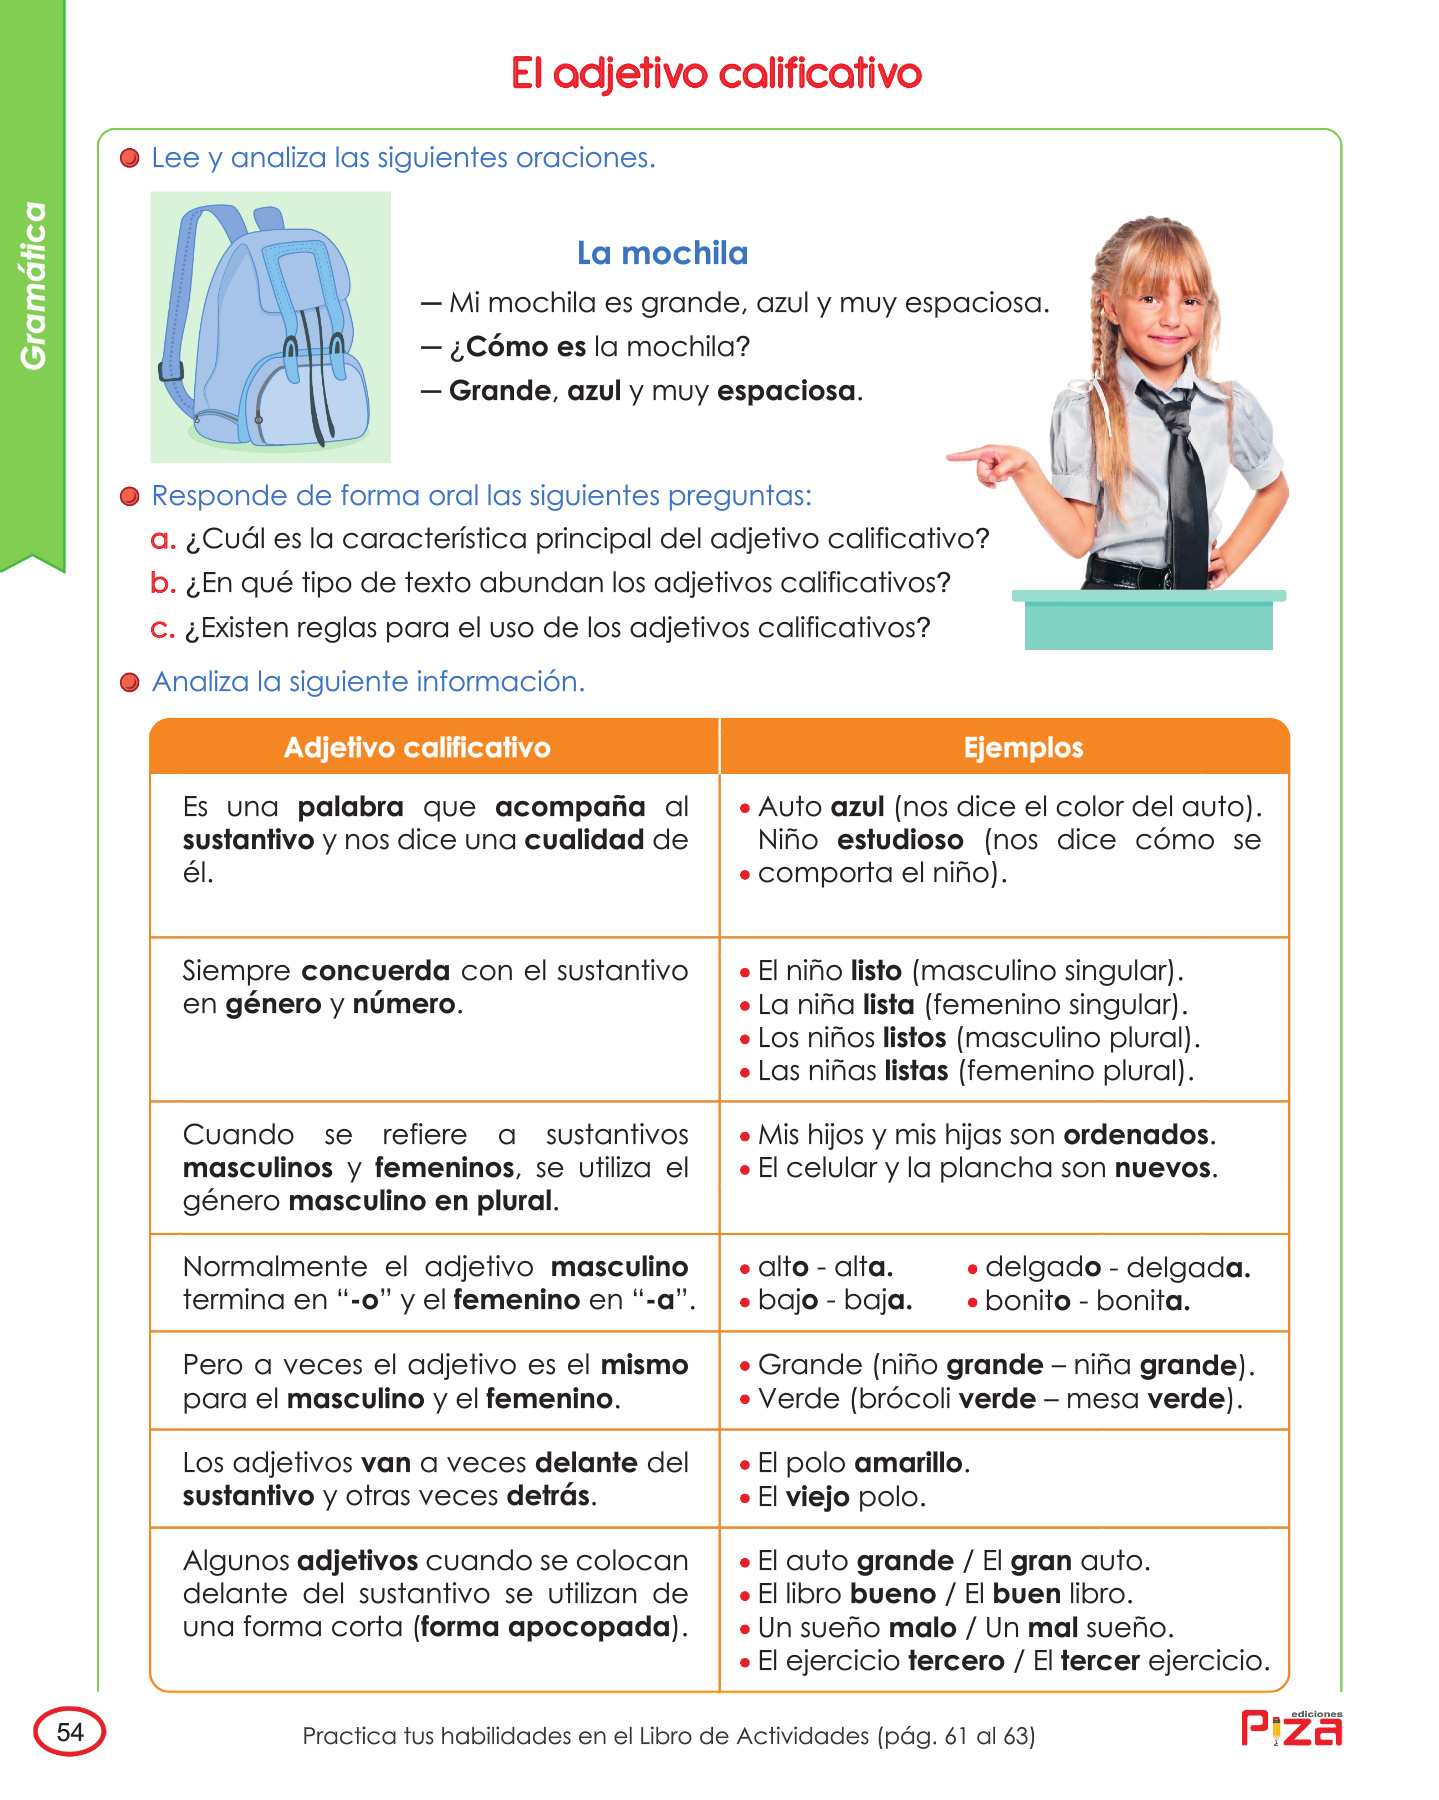 El adjetivo calificativo
Gramática
Lee y analiza las siguientes oraciones.
La mochila
— Mi mochila es grande, azul y muy espaciosa.
— ¿Cómo es la mochila?
— Grande, azul y muy espaciosa.
Responde de forma oral las siguientes preguntas:
a. ¿Cuál es la característica principal del adjetivo calificativo?
b. ¿En qué tipo de texto abundan los adjetivos calificativos?
c. ¿Existen reglas para el uso de los adjetivos calificativos?
Analiza la siguiente información.
Adjetivo calificativo
Ejemplos
Es una palabra que acompaña al
sustantivo y nos dice una cualidad de
él.
• Auto azul (nos dice el color del auto).
Niño estudioso (nos dice cómo se
• comporta el niño).
Siempre concuerda con el sustantivo
en género y número.
• El niño listo (masculino singular).
• La niña lista (femenino singular).
• Los niños listos (masculino plural).
• Las niñas listas (femenino plural).
Cuando se refiere a sustantivos
masculinos y femeninos, se utiliza el
género masculino en plural.
• Mis hijos y mis hijas son ordenados.
• El celular y la plancha son nuevos.
Normalmente el adjetivo masculino
termina en “-o” y el femenino en “-a”.
• alto - alta. • delgado - delgada.
• bajo - baja. • bonito - bonita.
Pero a veces el adjetivo es el mismo
para el masculino y el femenino.
• Grande (niño grande – niña grande).
• Verde (brócoli verde – mesa verde).
Los adjetivos van a veces delante del
sustantivo y otras veces detrás.
• El polo amarillo.
• El viejo polo.
Algunos adjetivos cuando se colocan
delante del sustantivo se utilizan de
una forma corta (forma apocopada).
• El auto grande / El gran auto.
• El libro bueno / El buen libro.
• Un sueño malo / Un mal sueño.
• El ejercicio tercero / El tercer ejercicio.
54
Practica tus habilidades en el Libro de Actividades (pág. 61 al 63)
ediciones
Piza